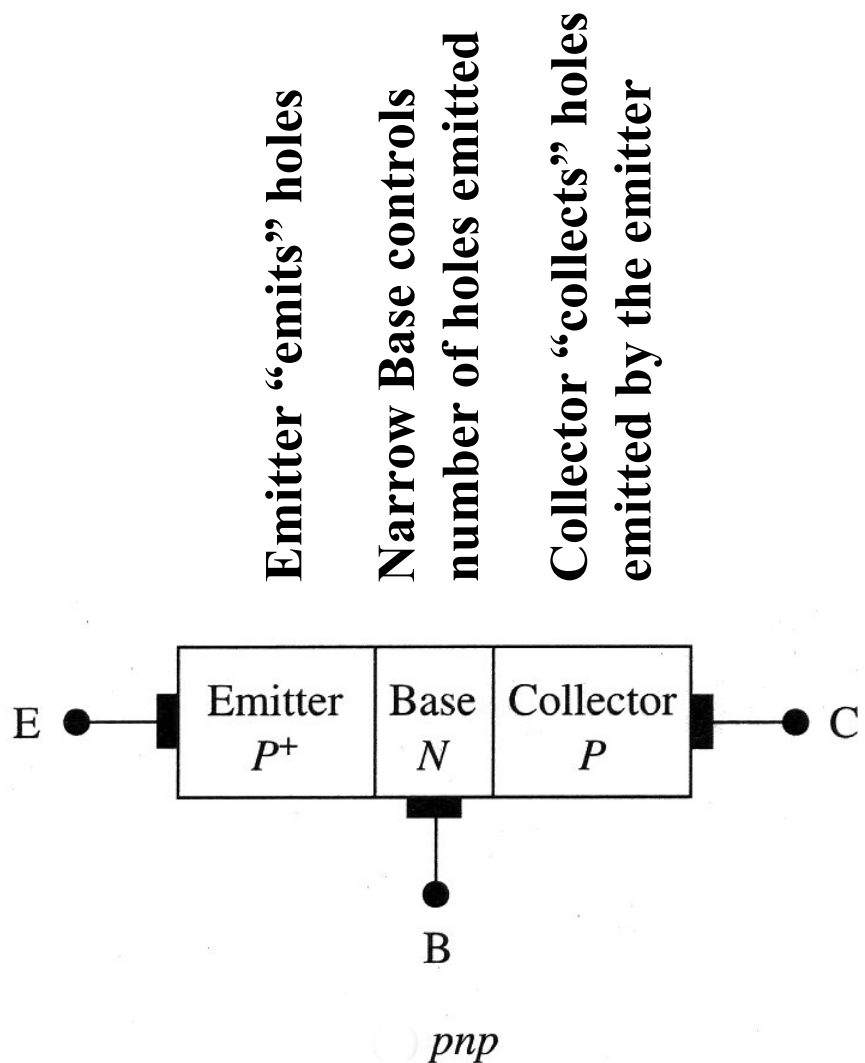 Emitter “emits” holes
Narrow Base controls
number of holes emitted
Collector “collects” holes
emitted by the emitter
Emitter
P⁺
Base
N
Collector
P
E
C
B
pnp